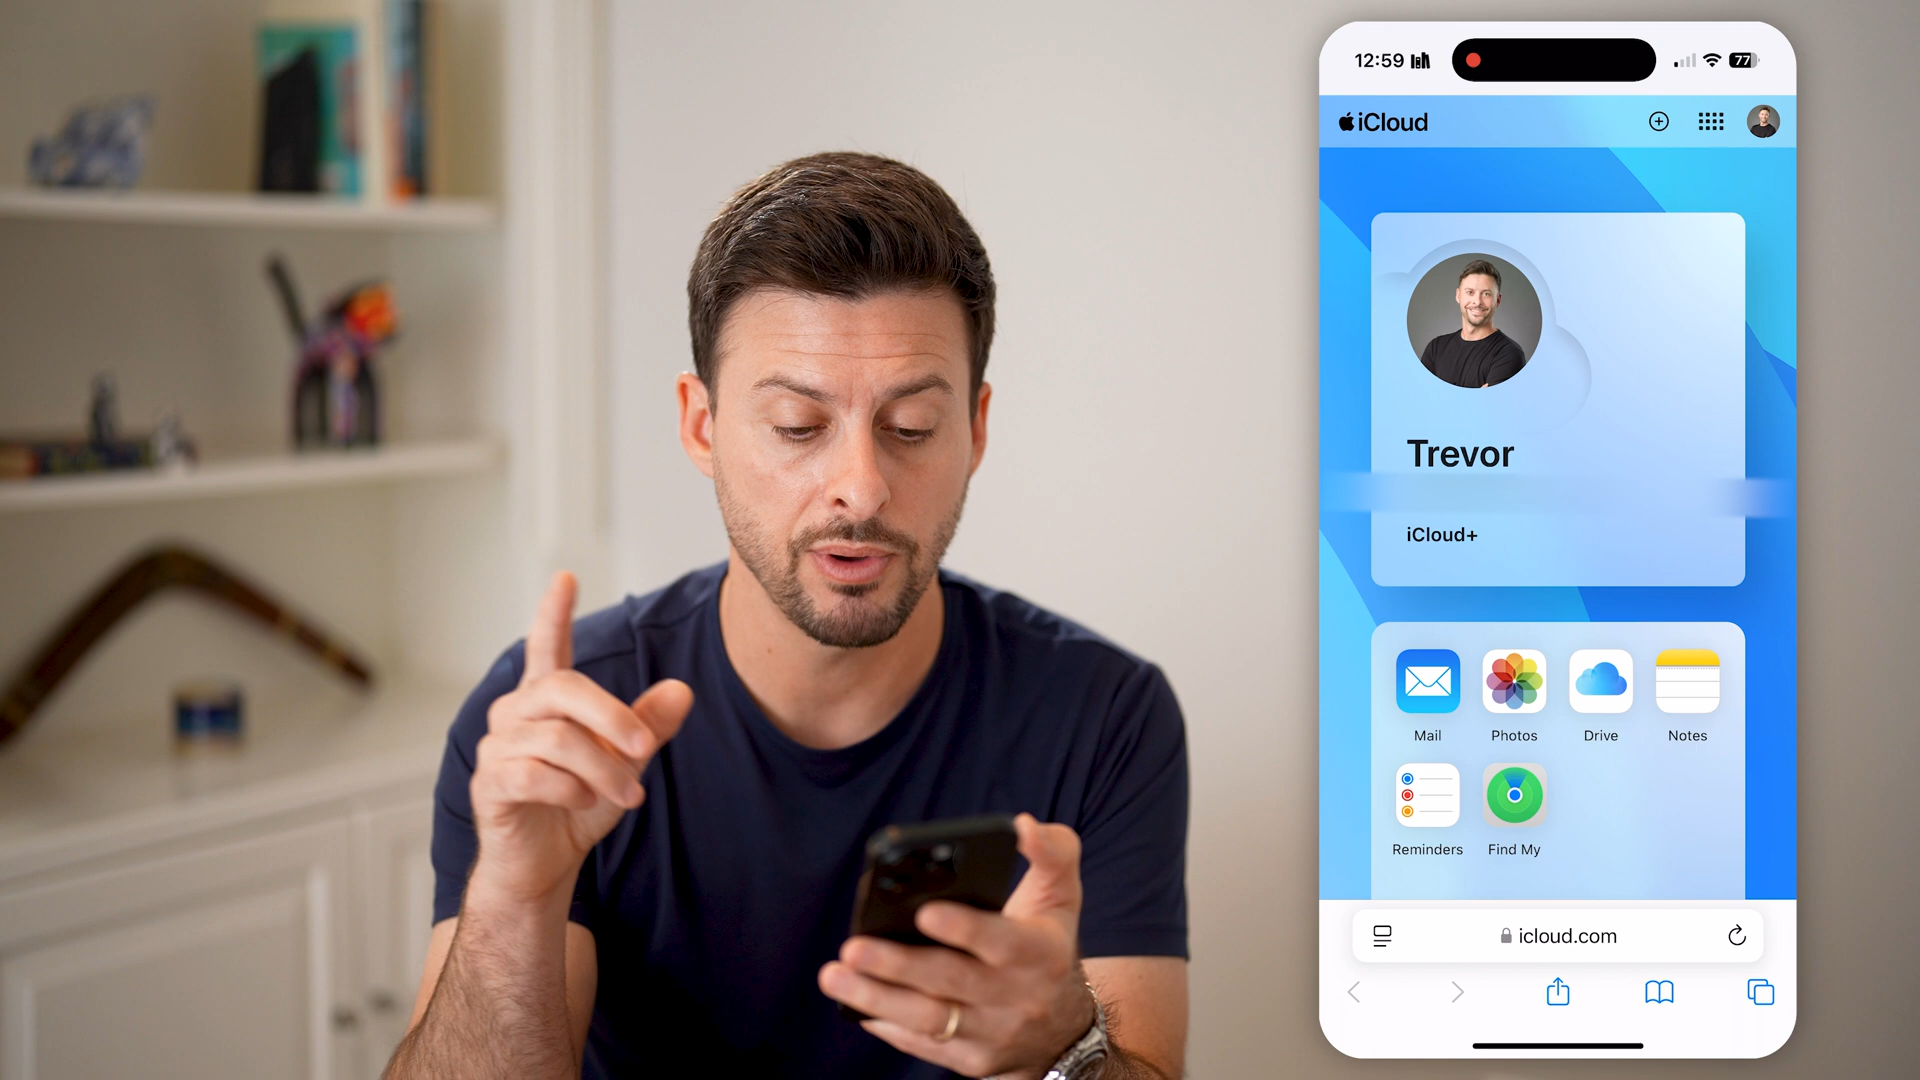 12:59
77
iCloud
Trevor
iCloud+
Mail
Photos
Drive
Notes
Reminders
Find My
icloud.com